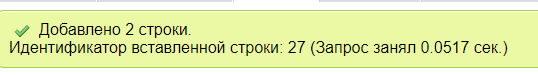 Добавлено 2 строки.
Идентификатор вставленной строки: 27 (Запрос занял 0.0517 сек.)